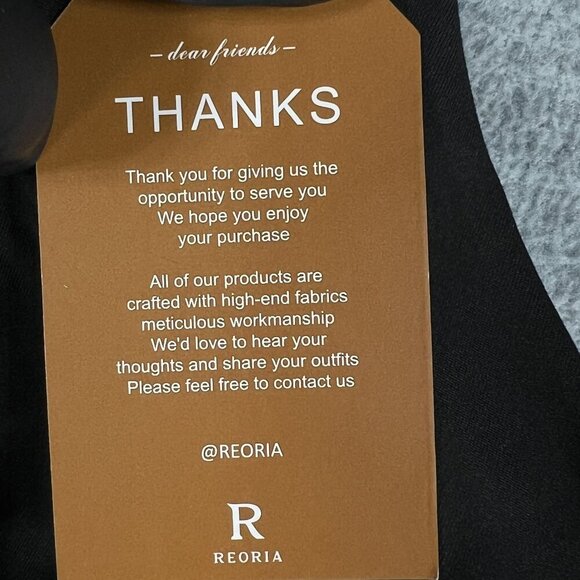 – dear friends –
THANKS
Thank you for giving us the
opportunity to serve you
We hope you enjoy
your purchase
All of our products are
crafted with high-end fabrics
meticulous workmanship
We'd love to hear your
thoughts and share your outfits
Please feel free to contact us
@REORIA
R
REORIA